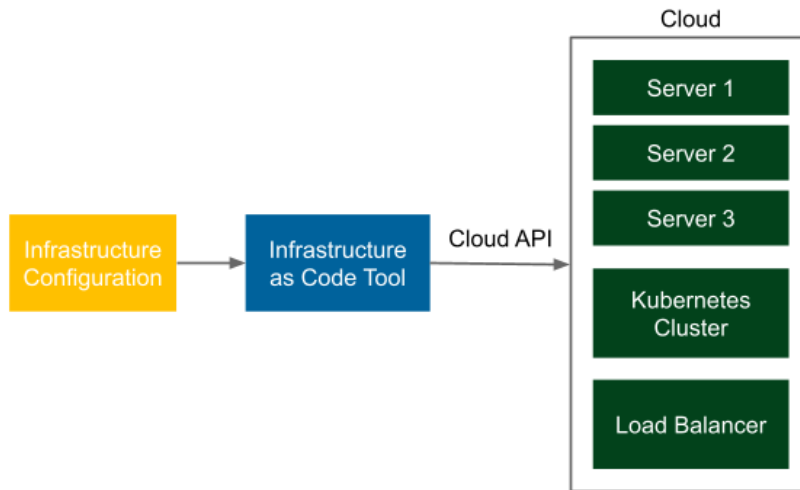 Cloud
Server 1
Server 2
Server 3
Infrastructure
Configuration
Infrastructure
as Code Tool
Cloud API
Kubernetes
Cluster
Load Balancer